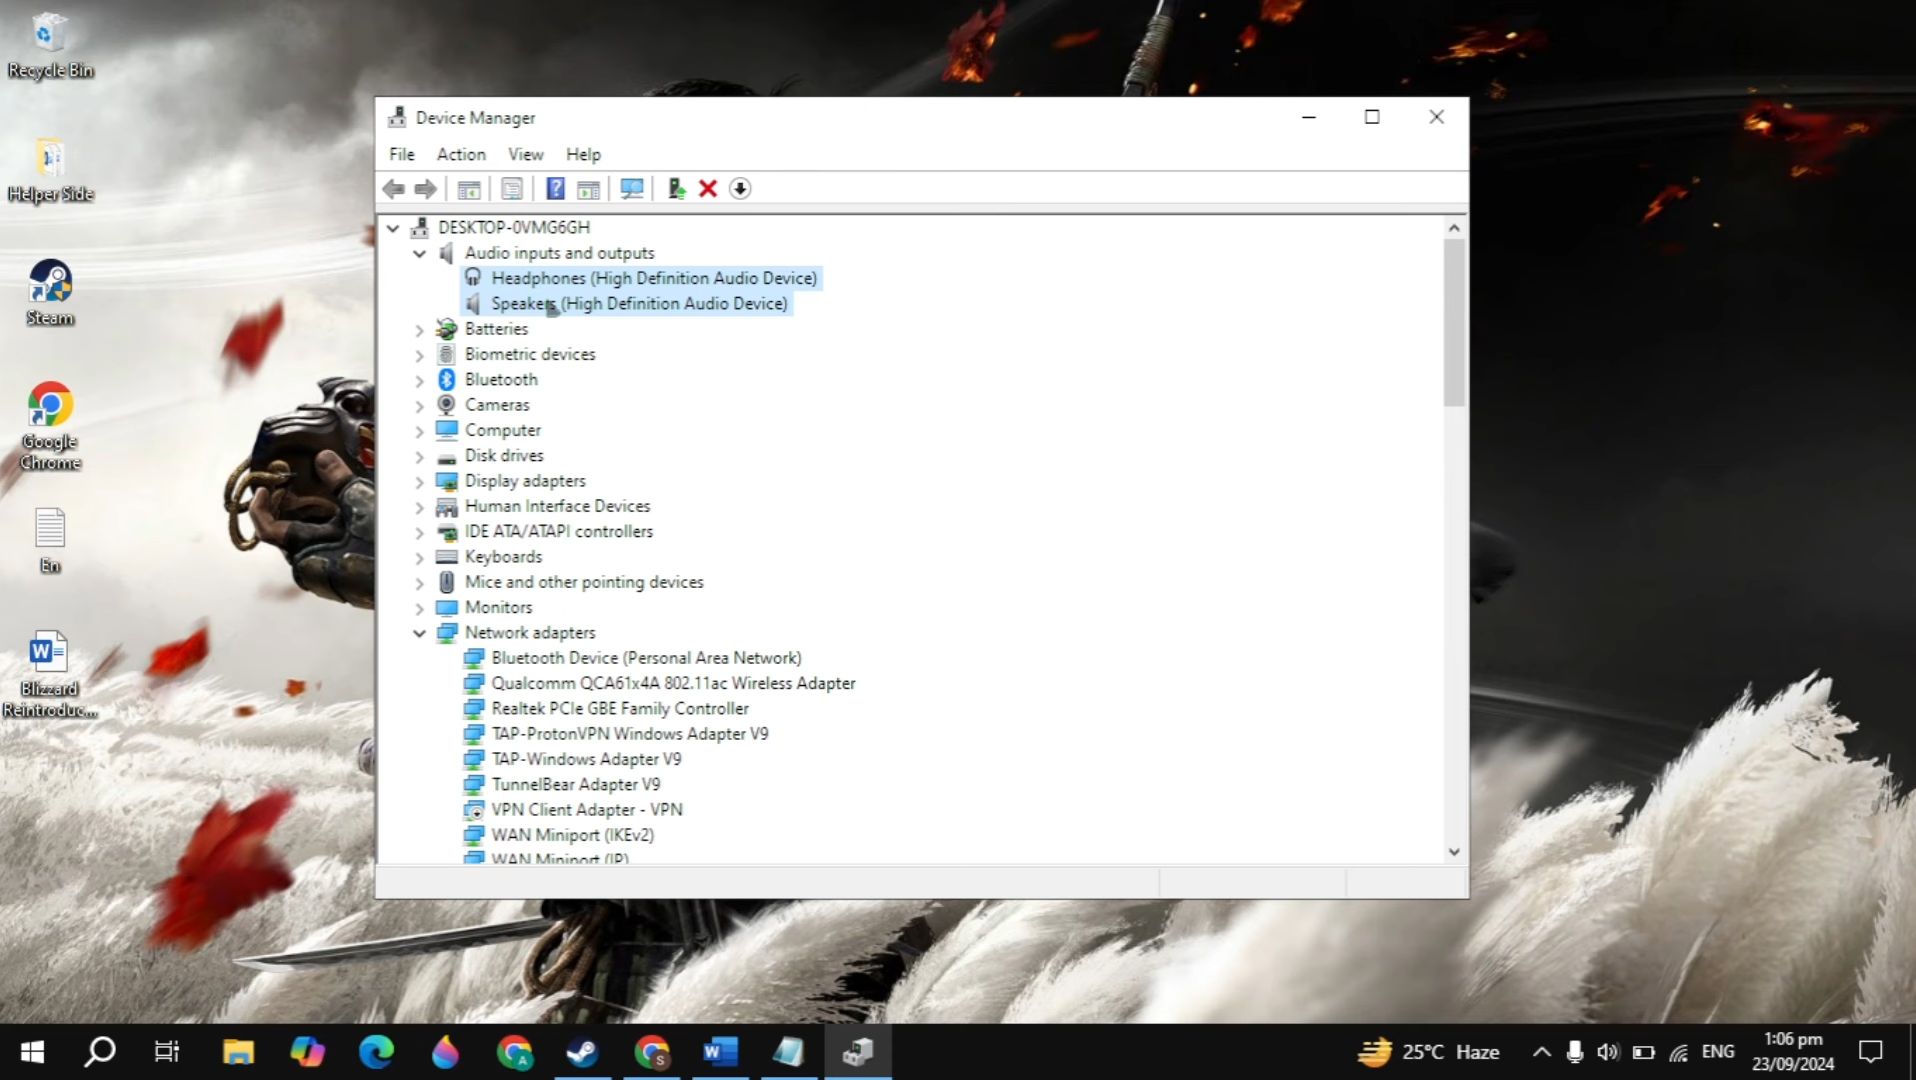 Recycle Bin
Helper Side
Steam
Google
Chrome
En
Blizzard
Reintroduc...
Device Manager
File Action View Help
DESKTOP-0VMG6GH
Audio inputs and outputs
Headphones (High Definition Audio Device)
Speakers (High Definition Audio Device)
Batteries
Biometric devices
Bluetooth
Cameras
Computer
Disk drives
Display adapters
Human Interface Devices
IDE ATA/ATAPI controllers
Keyboards
Mice and other pointing devices
Monitors
Network adapters
Bluetooth Device (Personal Area Network)
Qualcomm QCA61x4A 802.11ac Wireless Adapter
Realtek PCIe GBE Family Controller
TAP-ProtonVPN Windows Adapter V9
TAP-Windows Adapter V9
TunnelBear Adapter V9
VPN Client Adapter - VPN
WAN Miniport (IKEv2)
WAN Miniport (IP)
25°C Haze
ENG
1:06 pm
23/09/2024